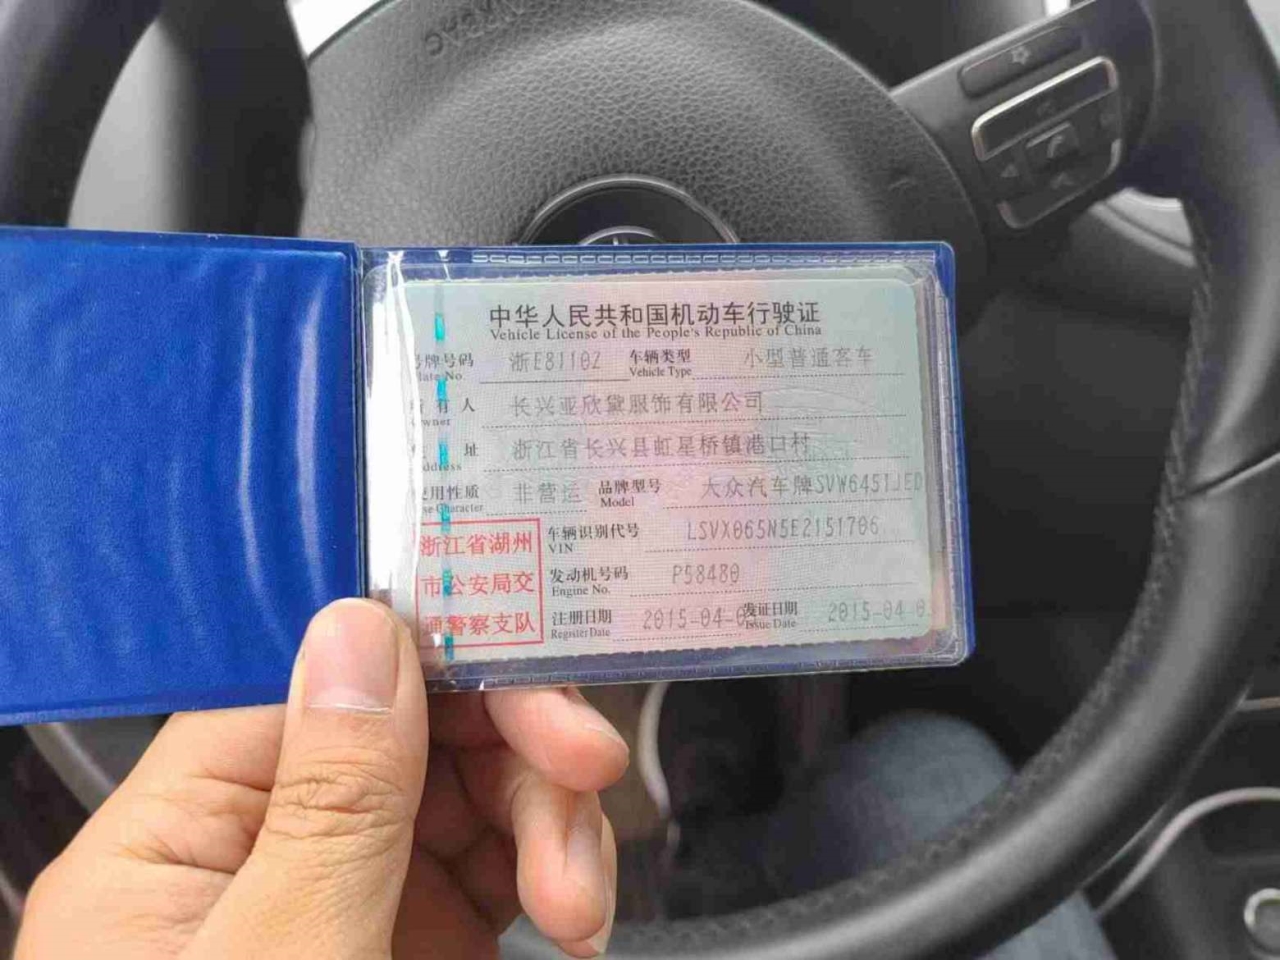 AIRBAG
中华人民共和国机动车行驶证
Vehicle License of the People's Republic of China
号牌号码 浙E8110Z 车辆类型 小型普通客车
Plate No. Vehicle Type
所有人 长兴亚欣黛服饰有限公司
Owner
住址 浙江省长兴县虹星桥镇港口村
Address
使用性质 非营运 品牌型号 大众汽车牌SVW6451JED
Use Character Model
浙江省湖州
市公安局交
通警察支队
车辆识别代号 LSVX065N5E2151706
VIN
发动机号码 P58480
Engine No.
注册日期 2015-04-0 发证日期 2015-04-0
Register Date Issue Date